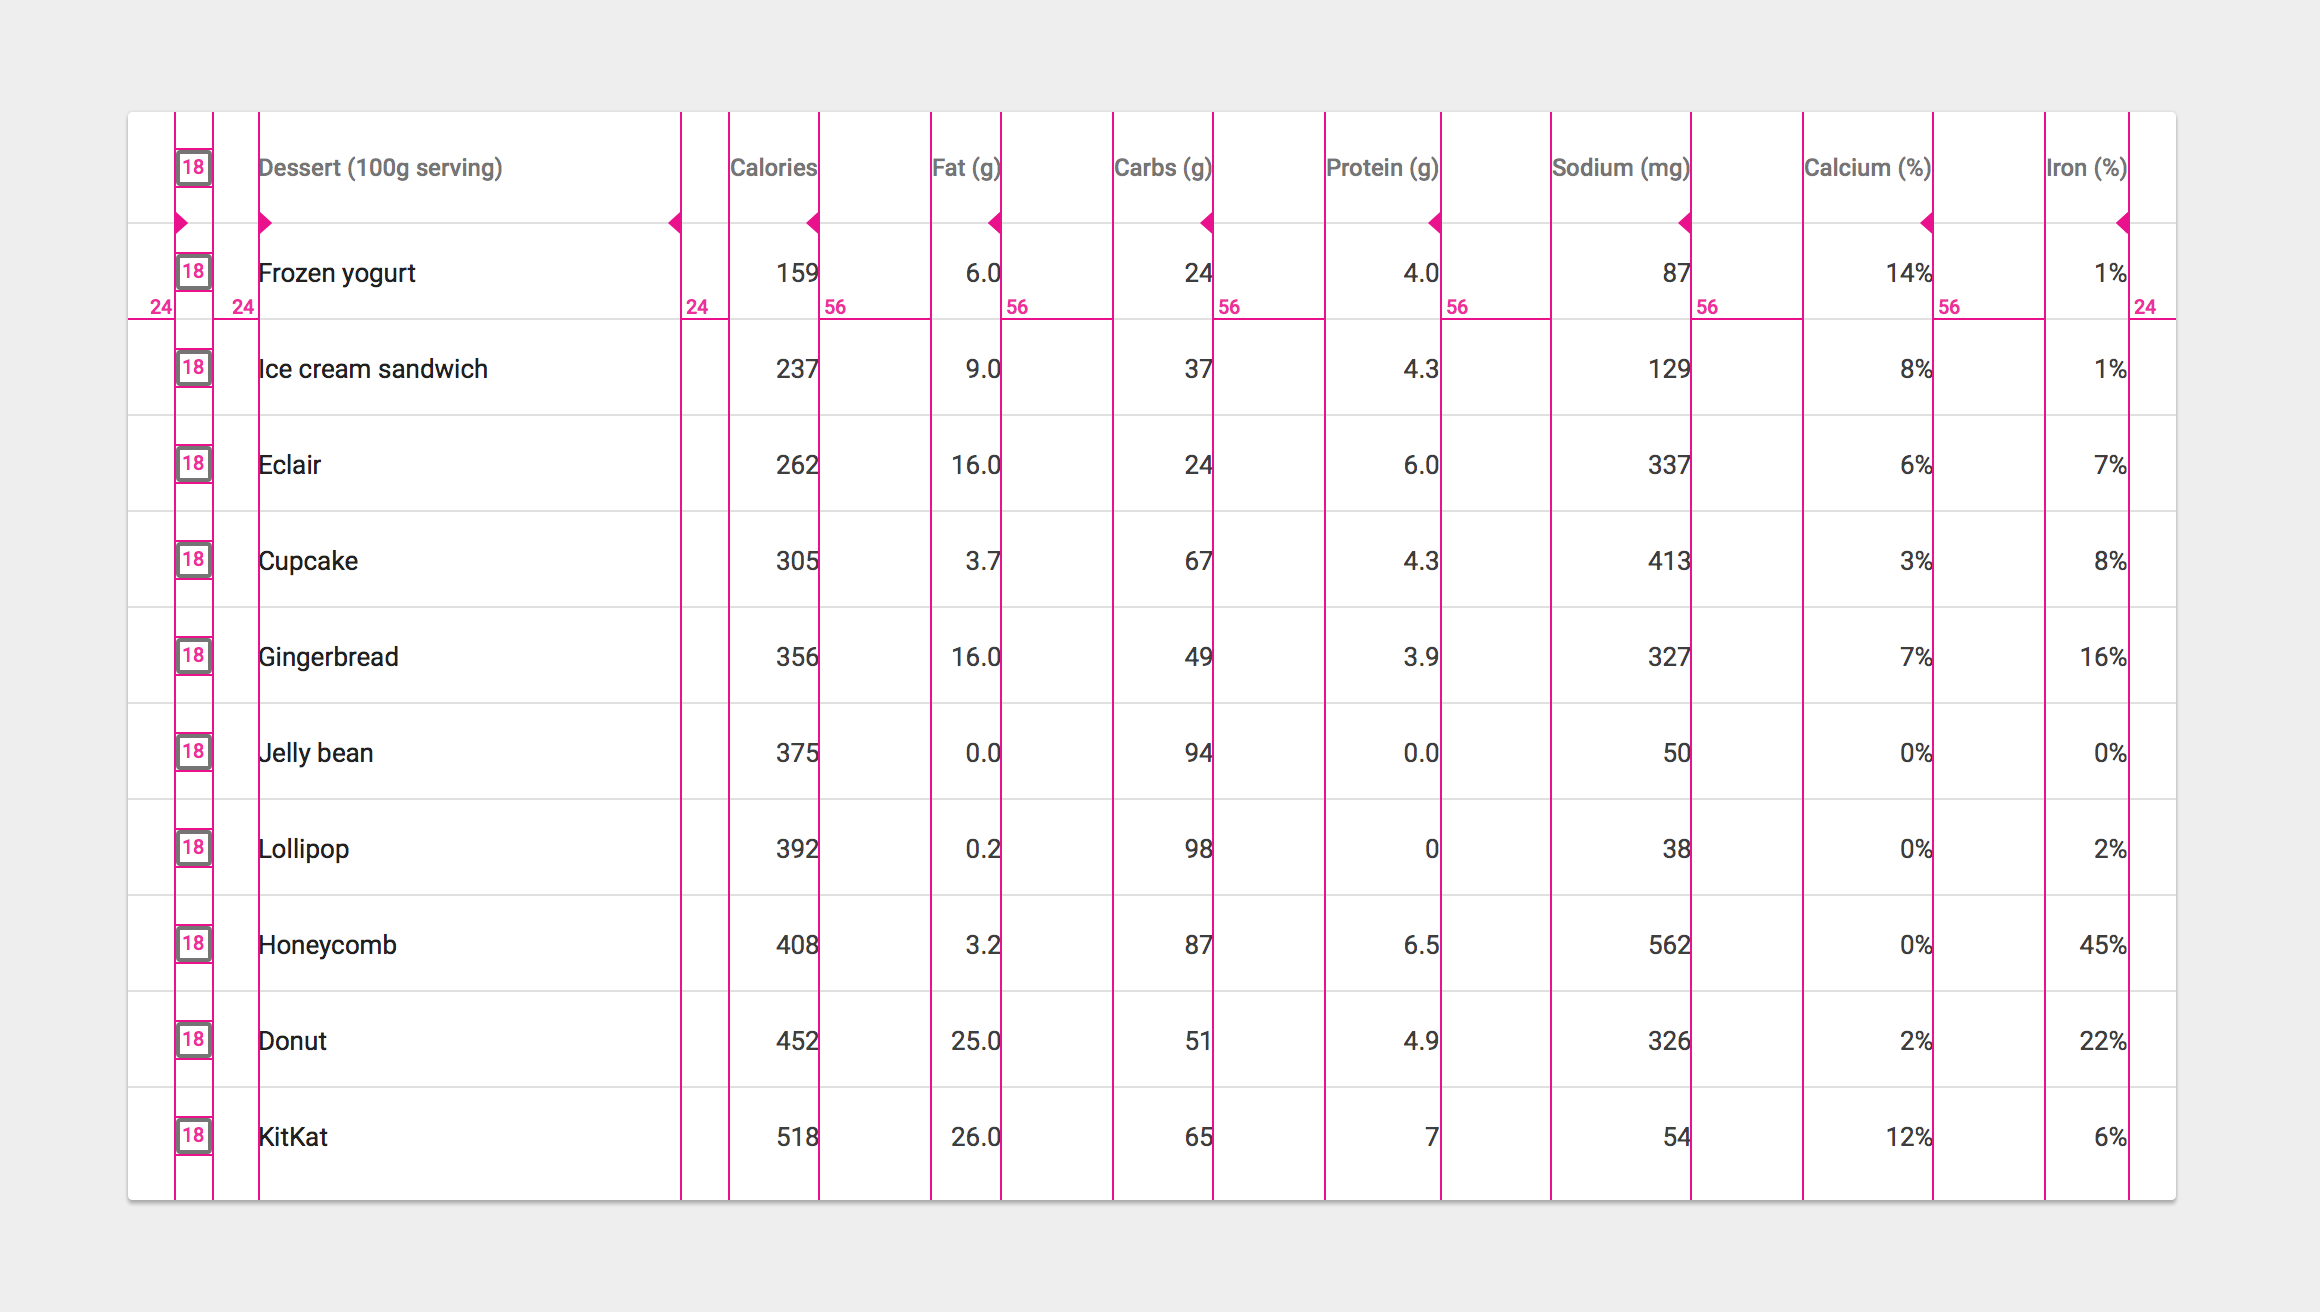 18 Dessert (100g serving) Calories Fat (g) Carbs (g) Protein (g) Sodium (mg) Calcium (%) Iron (%)
18 Frozen yogurt 159 6.0 24 4.0 87 14% 1%
24 24 24 56 56 56 56 56 56 24
18 Ice cream sandwich 237 9.0 37 4.3 129 8% 1%
18 Eclair 262 16.0 24 6.0 337 6% 7%
18 Cupcake 305 3.7 67 4.3 413 3% 8%
18 Gingerbread 356 16.0 49 3.9 327 7% 16%
18 Jelly bean 375 0.0 94 0.0 50 0% 0%
18 Lollipop 392 0.2 98 0 38 0% 2%
18 Honeycomb 408 3.2 87 6.5 562 0% 45%
18 Donut 452 25.0 51 4.9 326 2% 22%
18 KitKat 518 26.0 65 7 54 12% 6%